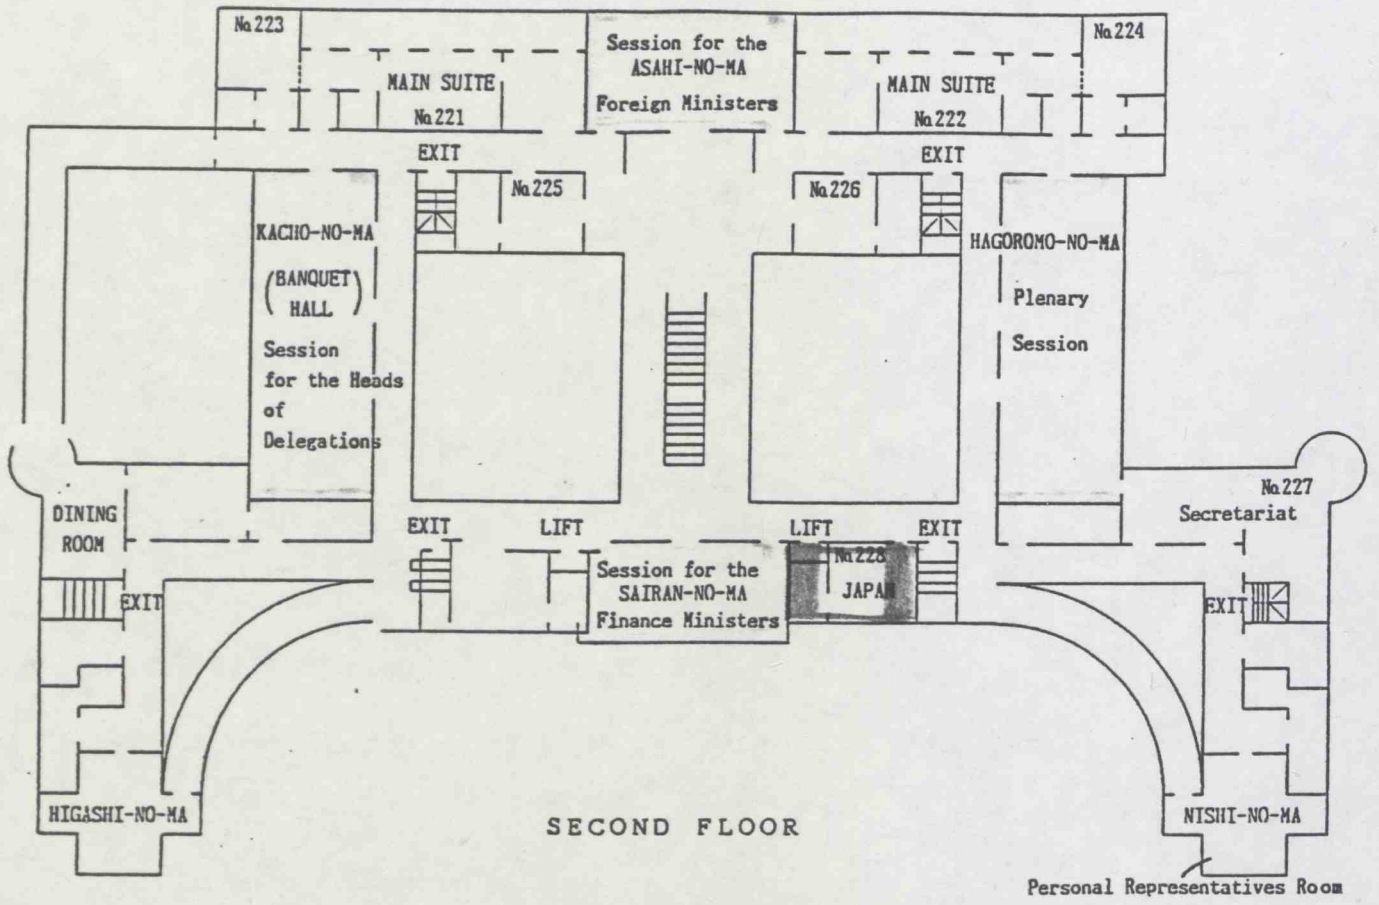 No.223
No.224
Session for the
ASAHI-NO-MA
Foreign Ministers
MAIN SUITE
No.221
MAIN SUITE
No.222
EXIT
EXIT
No.225
No.226
KACHO-NO-MA
(BANQUET
HALL)
Session
for the Heads
of
Delegations
HAGOROMO-NO-MA
Plenary
Session
No.227
Secretariat
DINING
ROOM
EXIT
LIFT
LIFT
EXIT
No.228
JAPAN
Session for the
SAIRAN-NO-MA
Finance Ministers
EXIT
EXIT
HIGASHI-NO-MA
NISHI-NO-MA
SECOND FLOOR
Personal Representatives Room